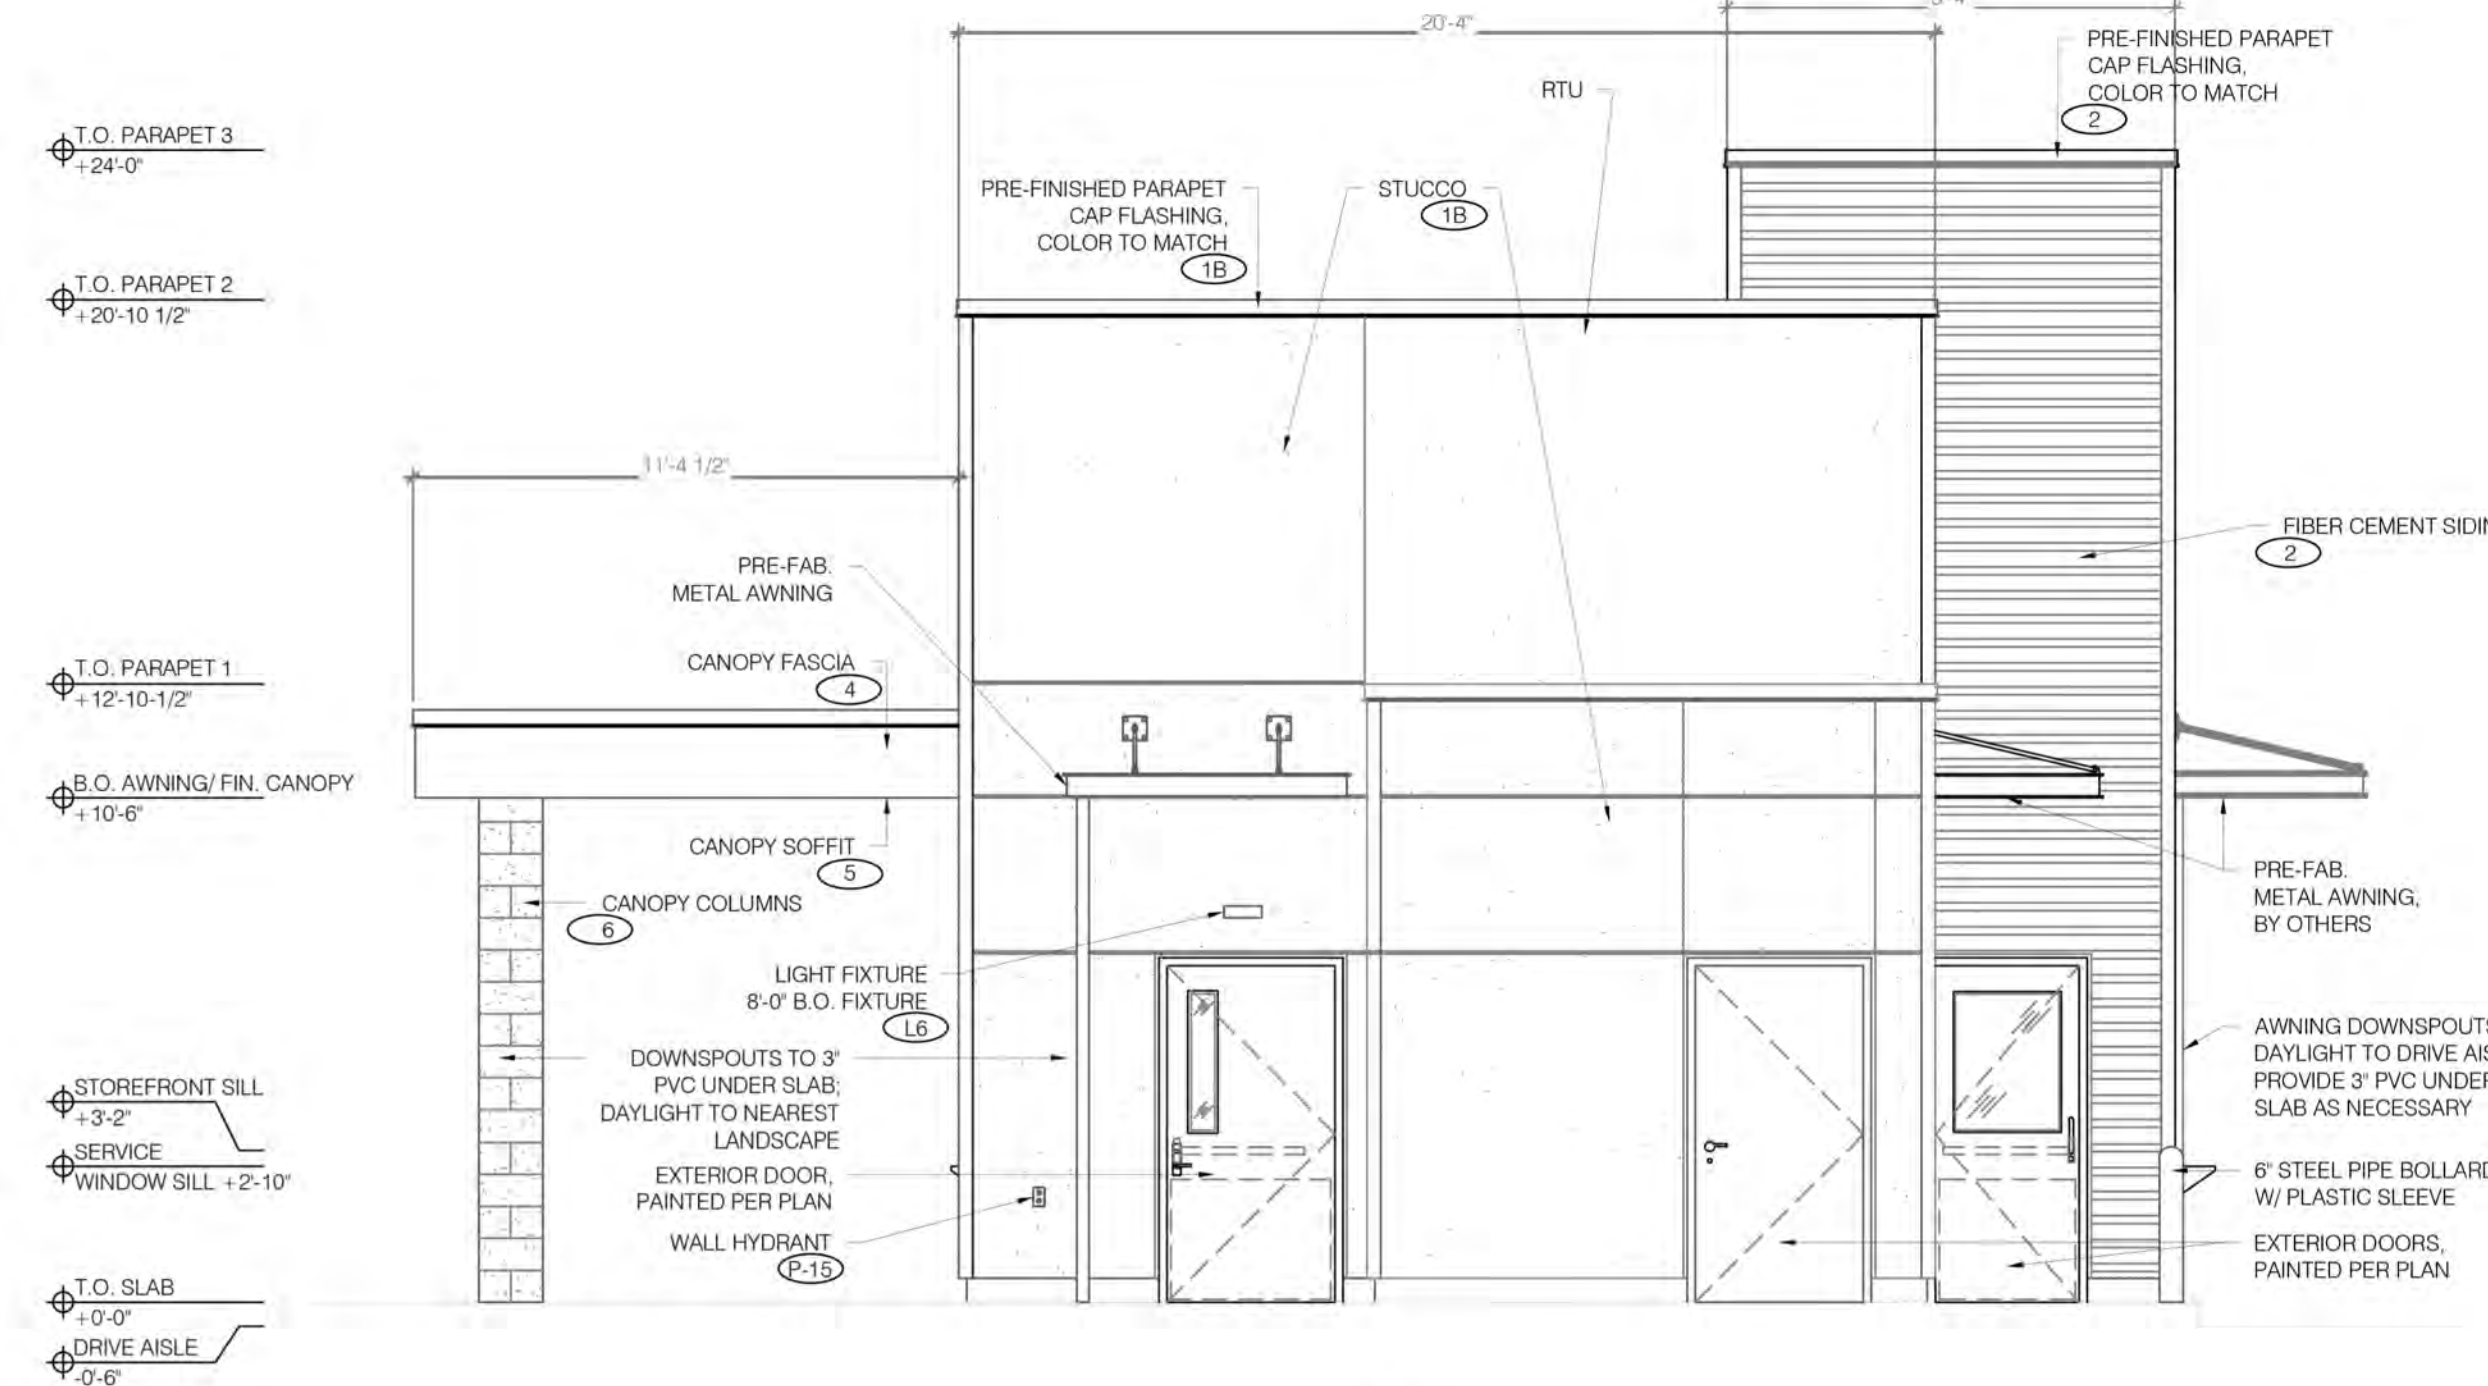 20'-4"
PRE-FINISHED PARAPET
CAP FLASHING,
COLOR TO MATCH
2
RTU
T.O. PARAPET 3
+24'-0"
PRE-FINISHED PARAPET
CAP FLASHING,
COLOR TO MATCH
1B
STUCCO
1B
T.O. PARAPET 2
+20'-10 1/2"
11'-4 1/2"
FIBER CEMENT
2
PRE-FAB.
METAL AWNING
CANOPY FASCIA
4
T.O. PARAPET 1
+12'-10-1/2"
B.O. AWNING/ FIN. CANOPY
+10'-6"
CANOPY SOFFIT
5
CANOPY COLUMNS
6
PRE-FAB.
METAL AWNING,
BY OTHERS
LIGHT FIXTURE
8'-0" B.O. FIXTURE
L6
DOWNSPOUTS TO 3"
PVC UNDER SLAB;
DAYLIGHT TO NEAREST
LANDSCAPE
AWNING DOWNSPOUTS
DAYLIGHT TO DRIVE
PROVIDE 3" PVC UNDER
SLAB AS NECESSARY
STOREFRONT SILL
+3'-2"
SERVICE
WINDOW SILL +2'-10"
EXTERIOR DOOR,
PAINTED PER PLAN
6" STEEL PIPE BOLLARD
W/ PLASTIC SLEEVE
WALL HYDRANT
P-15
EXTERIOR DOORS,
PAINTED PER PLAN
T.O. SLAB
+0'-0"
DRIVE AISLE
-0'-6"